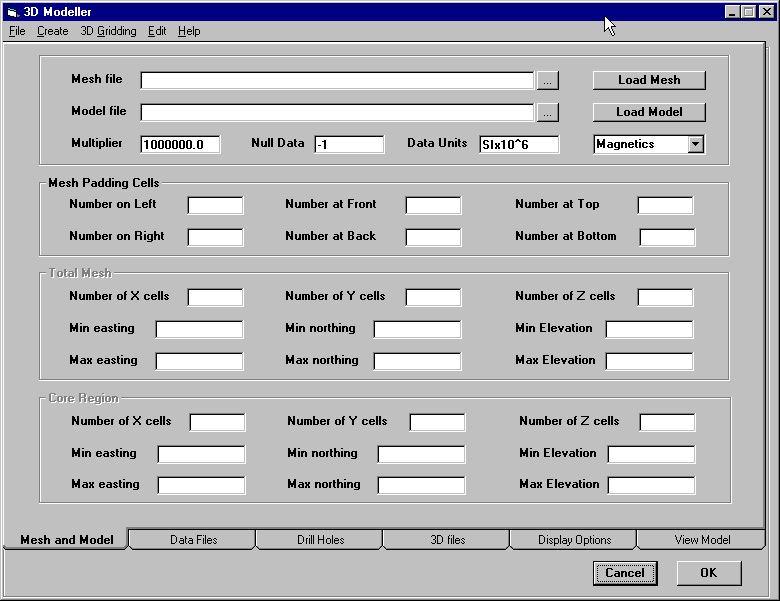 3D Modeller
File Create 3D Gridding Edit Help
Mesh file ... Load Mesh
Model file ... Load Model
Multiplier 1000000.0 Null Data -1 Data Units SIx10^6 Magnetics
Mesh Padding Cells
Number on Left Number at Front Number at Top
Number on Right Number at Back Number at Bottom
Total Mesh
Number of X cells Number of Y cells Number of Z cells
Min easting Min northing Min Elevation
Max easting Max northing Max Elevation
Core Region
Number of X cells Number of Y cells Number of Z cells
Min easting Min northing Min Elevation
Max easting Max northing Max Elevation
Mesh and Model Data Files Drill Holes 3D files Display Options View Model
Cancel OK